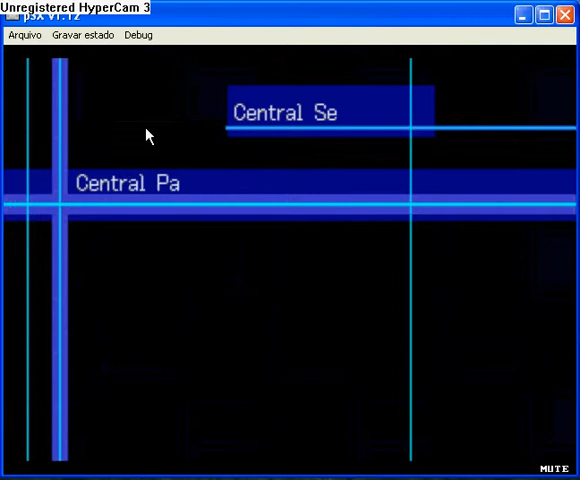 Unregistered HyperCam 3
pSX v1.12
Arquivo Gravar estado Debug
Central Se
Central Pa
MUTE